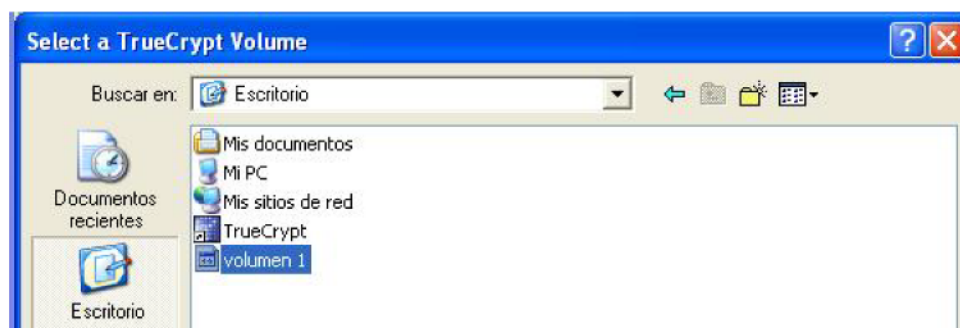 Select a TrueCrypt Volume
Buscar en: Escritorio
Mis documentos
Mi PC
Mis sitios de red
TrueCrypt
volumen 1
Documentos
recientes
Escritorio